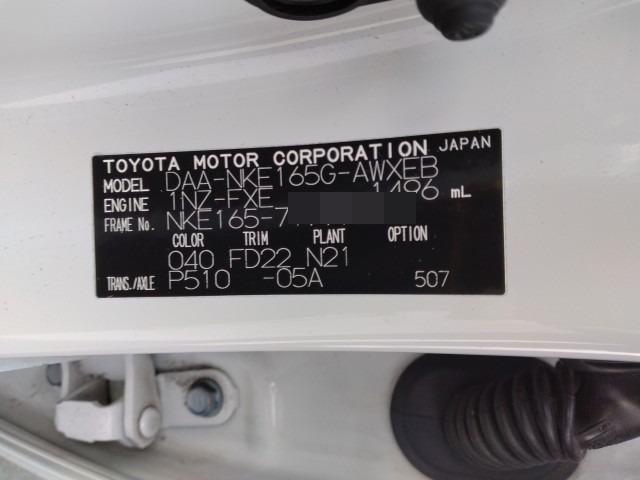 TOYOTA MOTOR CORPORATION JAPAN
MODEL DAA-NKE165G-AWXEB
ENGINE 1NZ-FXE 1496 mL
FRAME No. NKE165-7
COLOR TRIM PLANT OPTION
040 FD22 N21
TRANS./AXLE P510 -05A 507